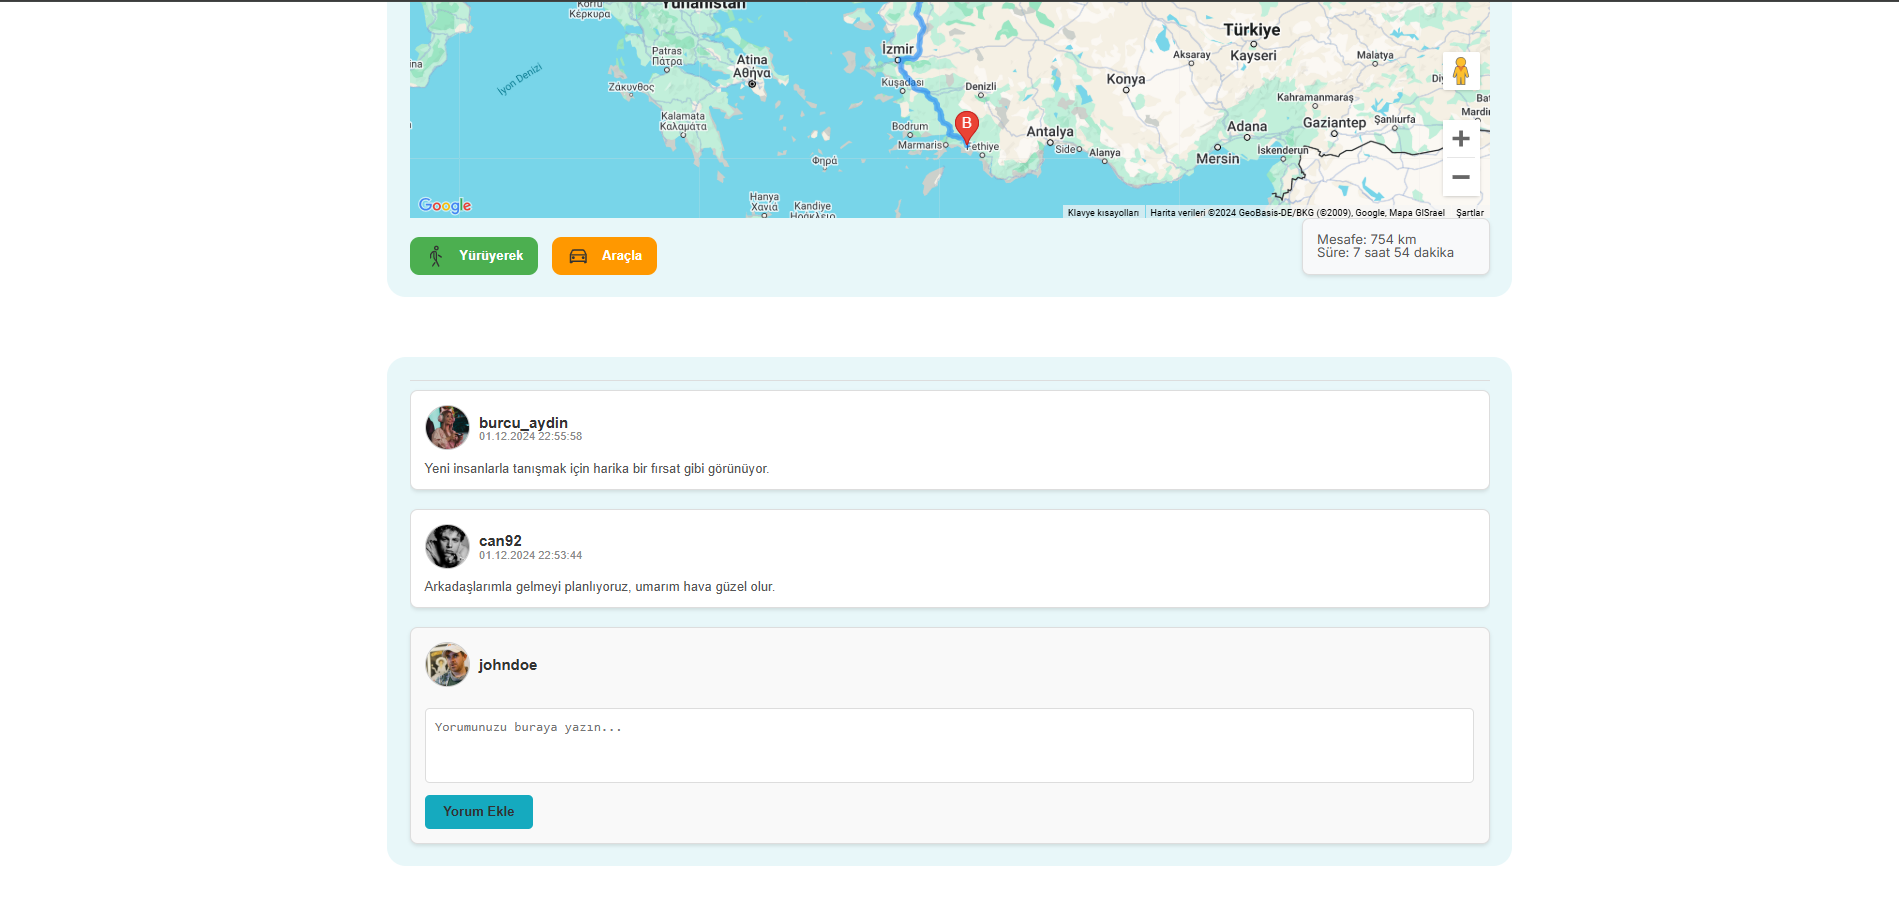 Κέρκυρα
Yunanistan
Türkiye
İzmir
Kayseri
Aksaray
Malatya
Patras
Πάτρα
Atina
Αθήνα
İyon Denizi
Ζάκυνθος
Kuşadası
Denizli
Konya
Kahramanmaraş
Kalamata
Καλαμάτα
Bodrum
Marmaris
B
Fethiye
Antalya
Side
Alanya
Adana
Mersin
Gaziantep
Şanlıurfa
İskenderun
Φηρά
Hanya
Χανιά
Kandiye
Ηράκλειο
Google
Klavye kısayolları
Harita verileri ©2024 GeoBasis-DE/BKG (©2009), Google, Mapa GISrael
Şartlar
Yürüyerek
Araçla
Mesafe: 754 km
Süre: 7 saat 54 dakika
burcu_aydin
01.12.2024 22:55:58
Yeni insanlarla tanışmak için harika bir fırsat gibi görünüyor.
can92
01.12.2024 22:53:44
Arkadaşlarımla gelmeyi planlıyoruz, umarım hava güzel olur.
johndoe
Yorumunuzu buraya yazın...
Yorum Ekle